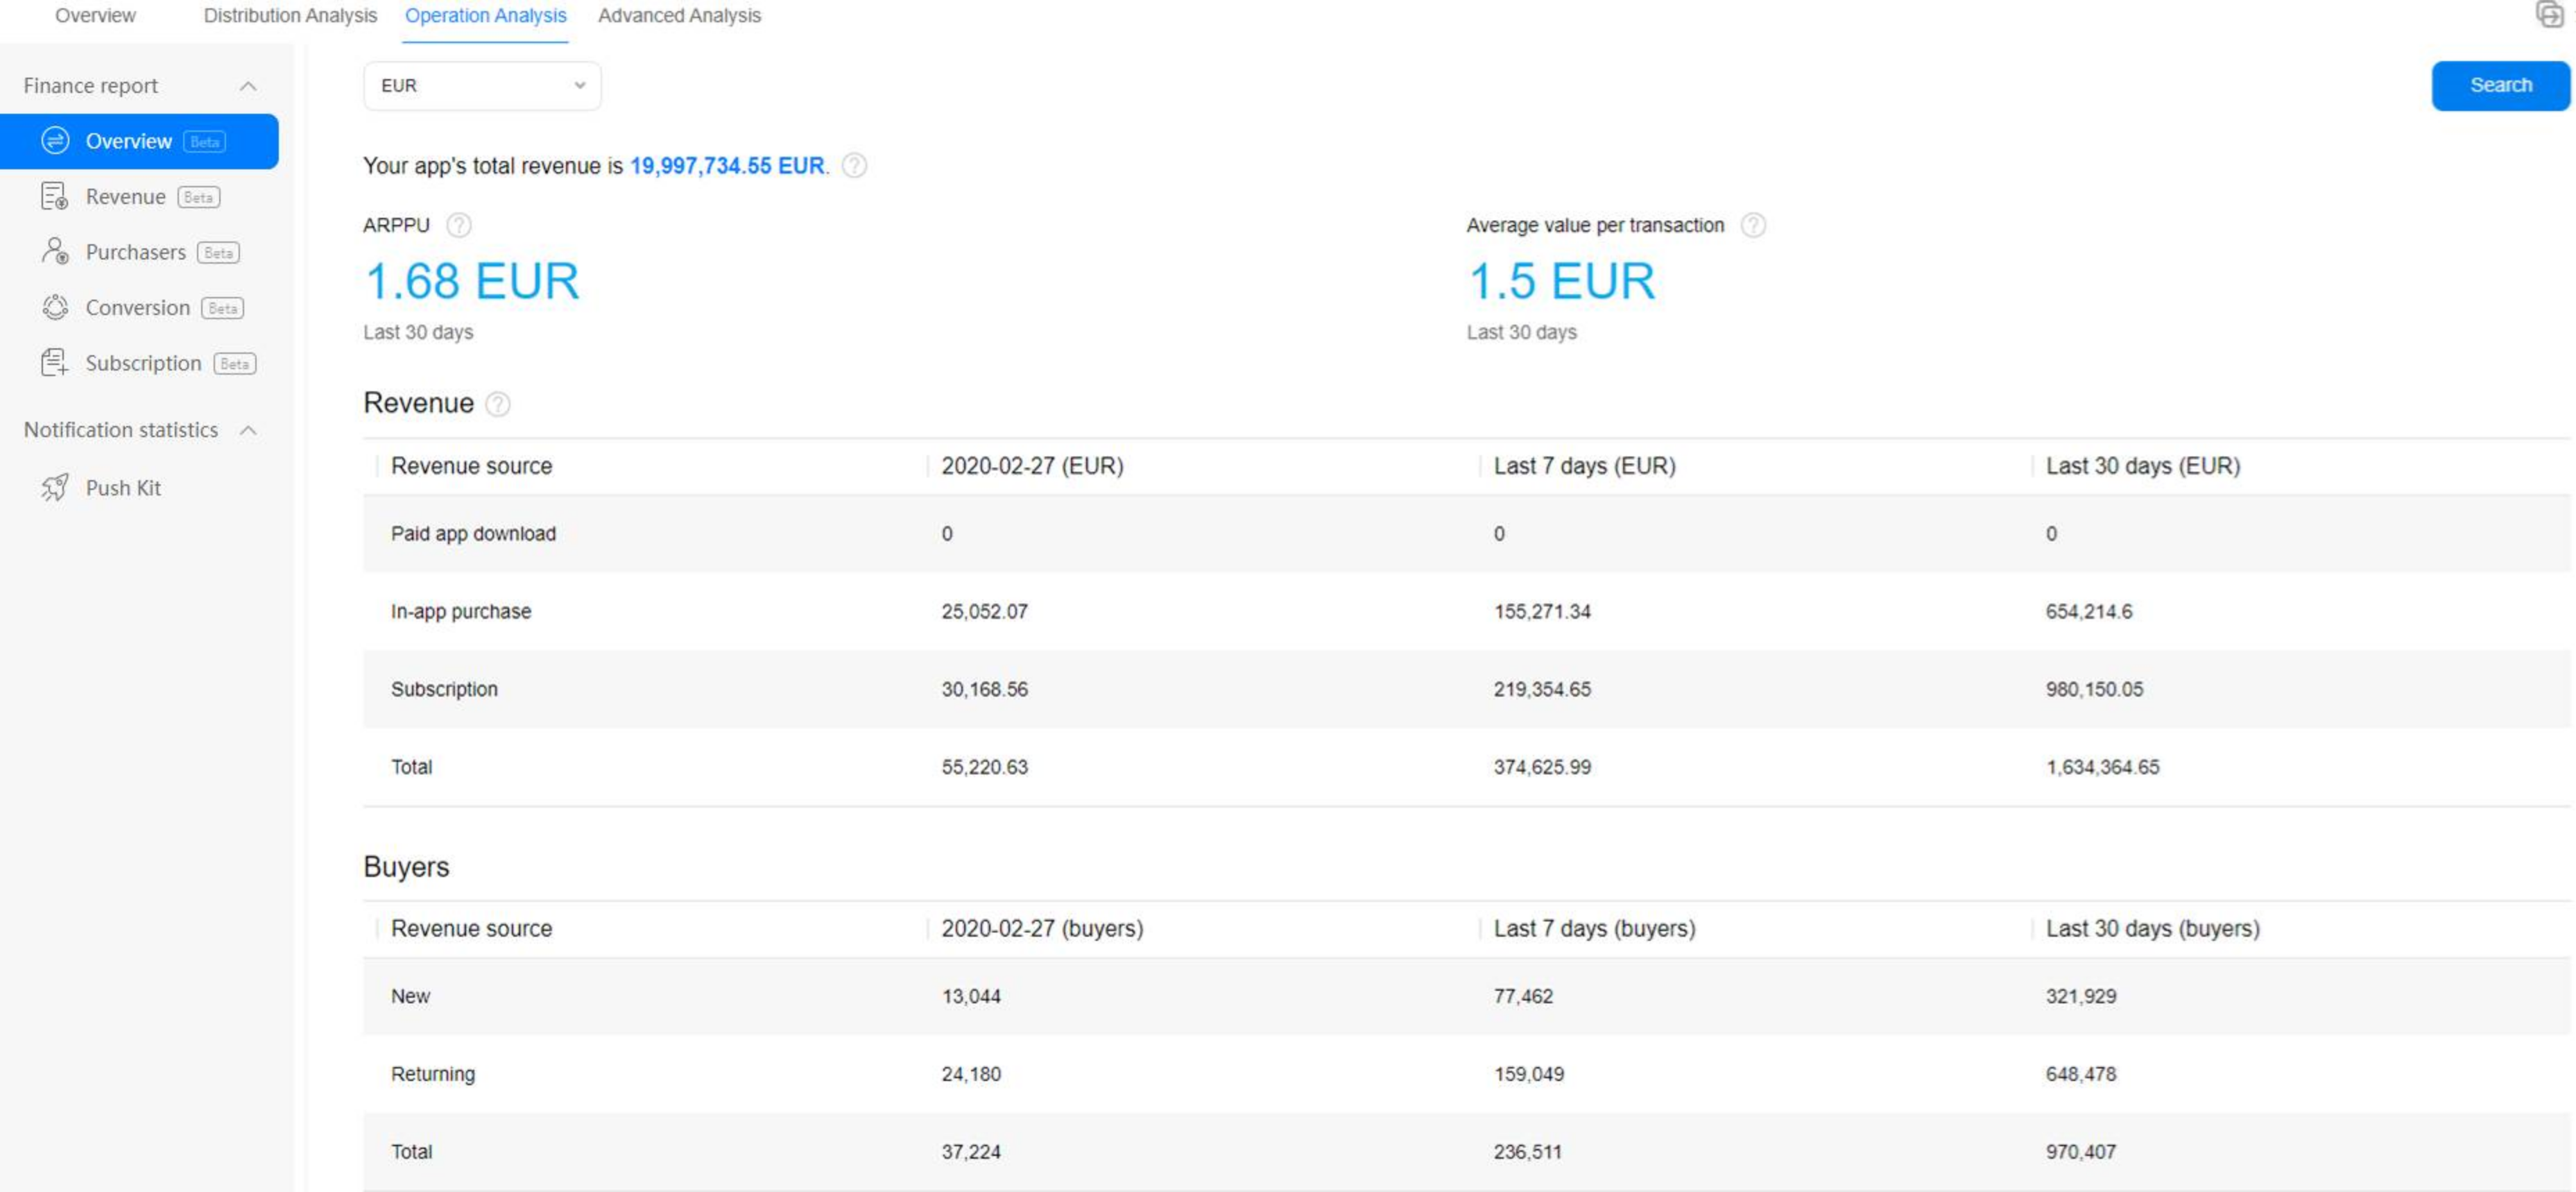 Overview Distribution Analysis Operation Analysis Advanced Analysis
Finance report
Overview Beta
Revenue Beta
Purchasers Beta
Conversion Beta
Subscription Beta
Notification statistics
Push Kit
EUR Search
Your app's total revenue is 19,997,734.55 EUR. ?
ARPPU ? Average value per transaction ?
1.68 EUR 1.5 EUR
Last 30 days Last 30 days
Revenue ?
Revenue source 2020-02-27 (EUR) Last 7 days (EUR) Last 30 days (EUR)
Paid app download 0 0 0
In-app purchase 25,052.07 155,271.34 654,214.6
Subscription 30,168.56 219,354.65 980,150.05
Total 55,220.63 374,625.99 1,634,364.65
Buyers
Revenue source 2020-02-27 (buyers) Last 7 days (buyers) Last 30 days (buyers)
New 13,044 77,462 321,929
Returning 24,180 159,049 648,478
Total 37,224 236,511 970,407